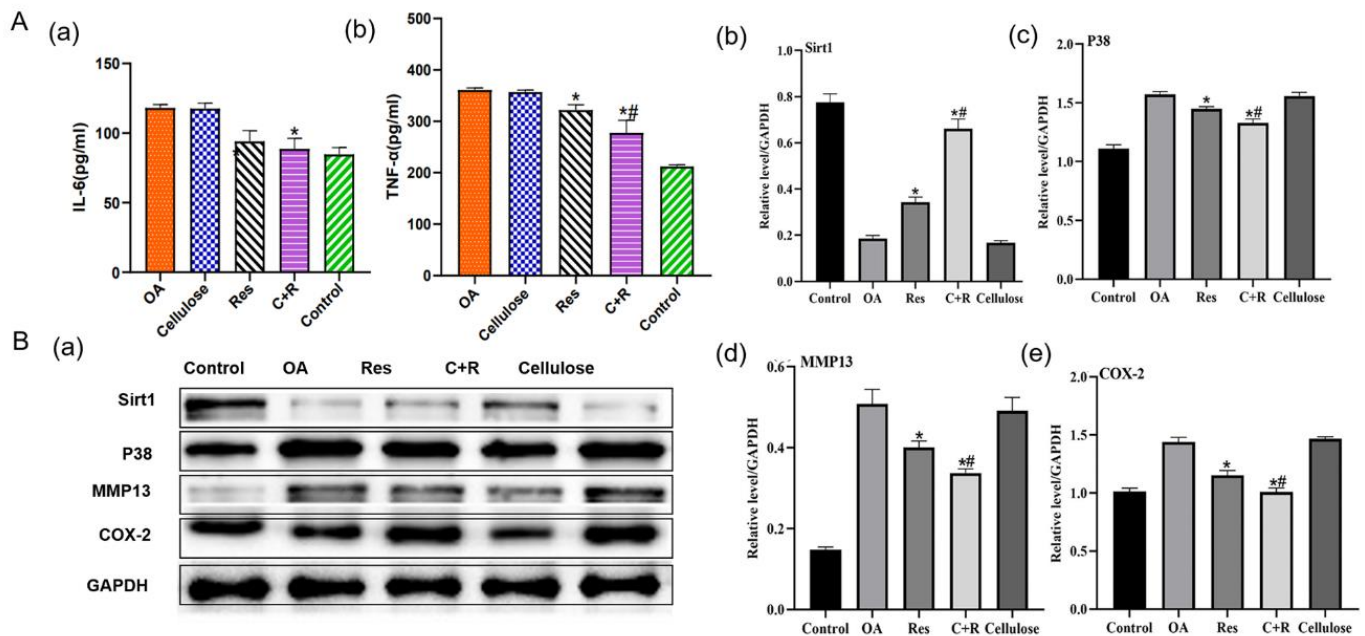 A
(a)
IL-6(pg/ml)
150
100
50
0
*
*
OA
Cellulose
Res
C+R
Control
(b)
TNF-α(pg/ml)
500
400
300
200
100
0
*
*#
OA
Cellulose
Res
C+R
Control
B
(a)
Control OA Res C+R Cellulose
Sirt1
P38
MMP13
COX-2
GAPDH
(b)
Sirt1
Relative level/GAPDH
0.8
0.6
0.4
0.2
0.0
*
*#
Control OA Res C+R Cellulose
(c)
P38
Relative level/GAPDH
2.0
1.5
1.0
0.5
0.0
*
*#
Control OA Res C+R Cellulose
(d)
MMP13
Relative level/GAPDH
0.4
0.2
0.0
*
*#
Control OA Res C+R Cellulose
(e)
COX-2
Relative level/GAPDH
2.0
1.5
1.0
0.5
0.0
*
*#
Control OA Res C+R Cellulose